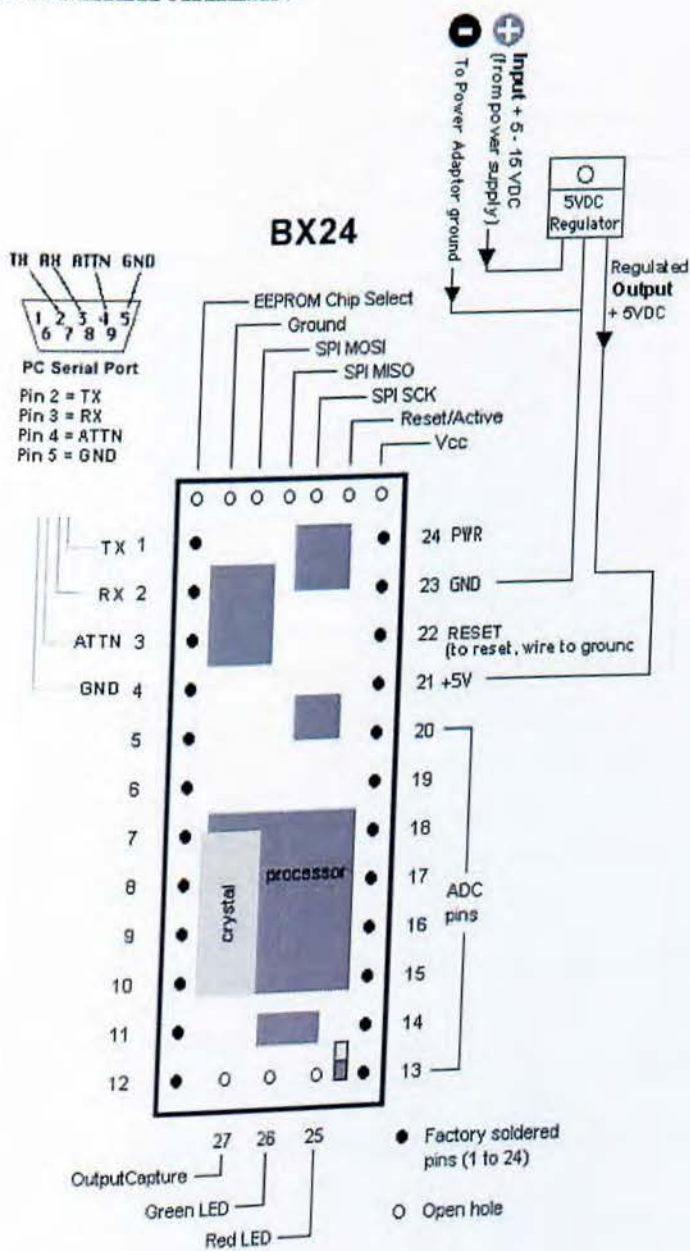 Input + 5 - 15 VDC
(from power supply)
To Power Adaptor ground
5VDC
Regulator
Regulated
Output
+ 5VDC
BX24
TX RX ATTN GND
1 2 3 4 5
6 7 8 9
PC Serial Port
Pin 2 = TX
Pin 3 = RX
Pin 4 = ATTN
Pin 5 = GND
EEPROM Chip Select
Ground
SPI MOSI
SPI MISO
SPI SCK
Reset/Active
Vcc
TX 1
RX 2
ATTN 3
GND 4
5
6
7
8
9
10
11
12
24 PWR
23 GND
22 RESET
(to reset, wire to grounc
21 +5V
20
19
18
17
16
15
14
13
ADC
pins
processor
crystal
27 26 25
OutputCapture
Green LED
Red LED
Factory soldered
pins (1 to 24)
Open hole